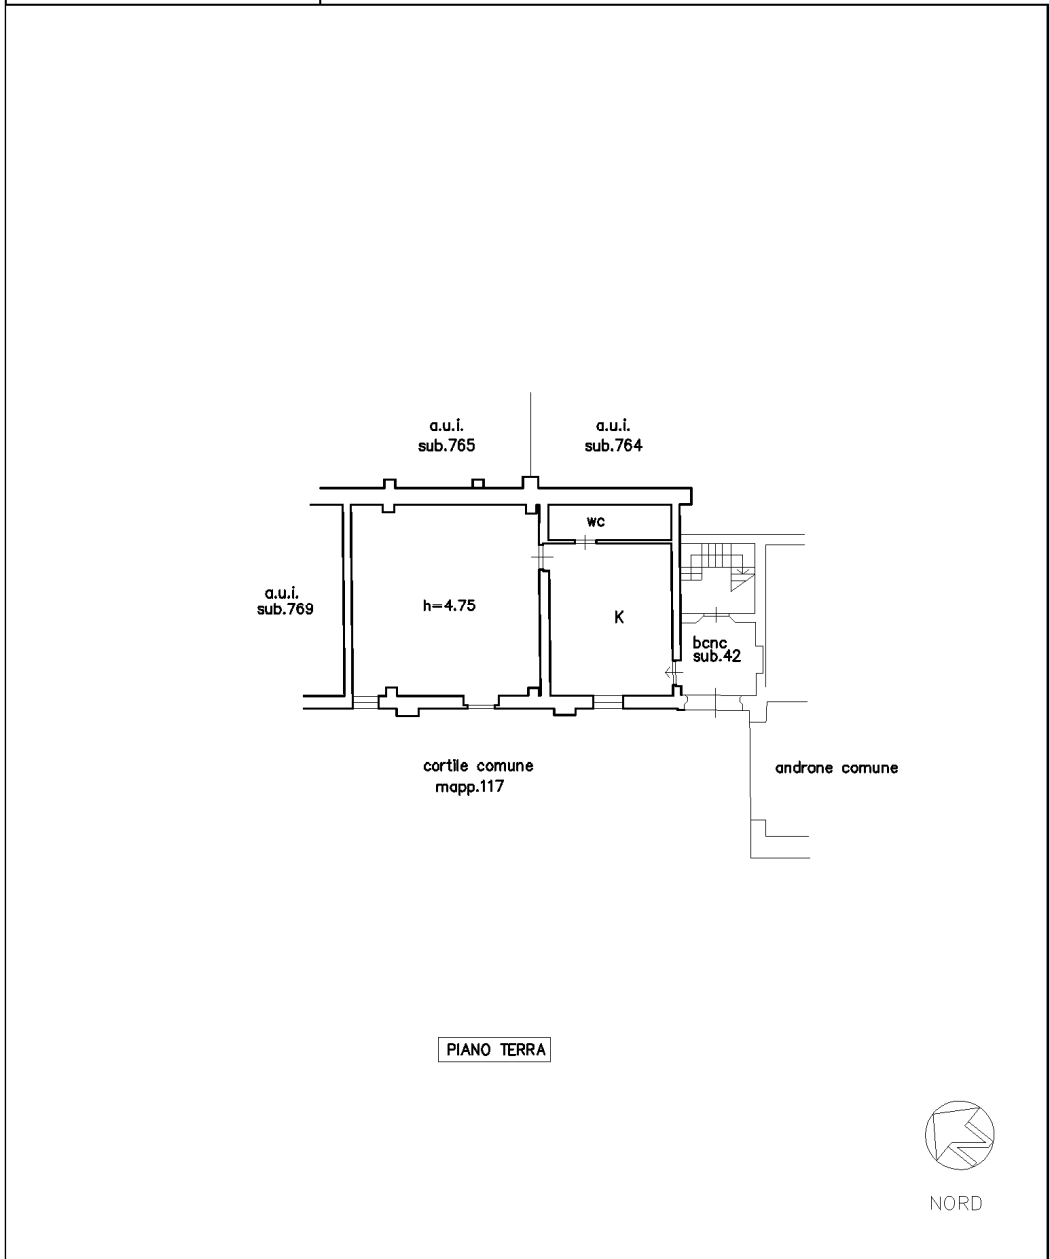 a.u.i.
sub.765
a.u.i.
sub.764
wc
a.u.i.
sub.769
h=4.75
K
bcnc
sub.42
cortile comune
mapp.117
androne comune
PIANO TERRA
NORD